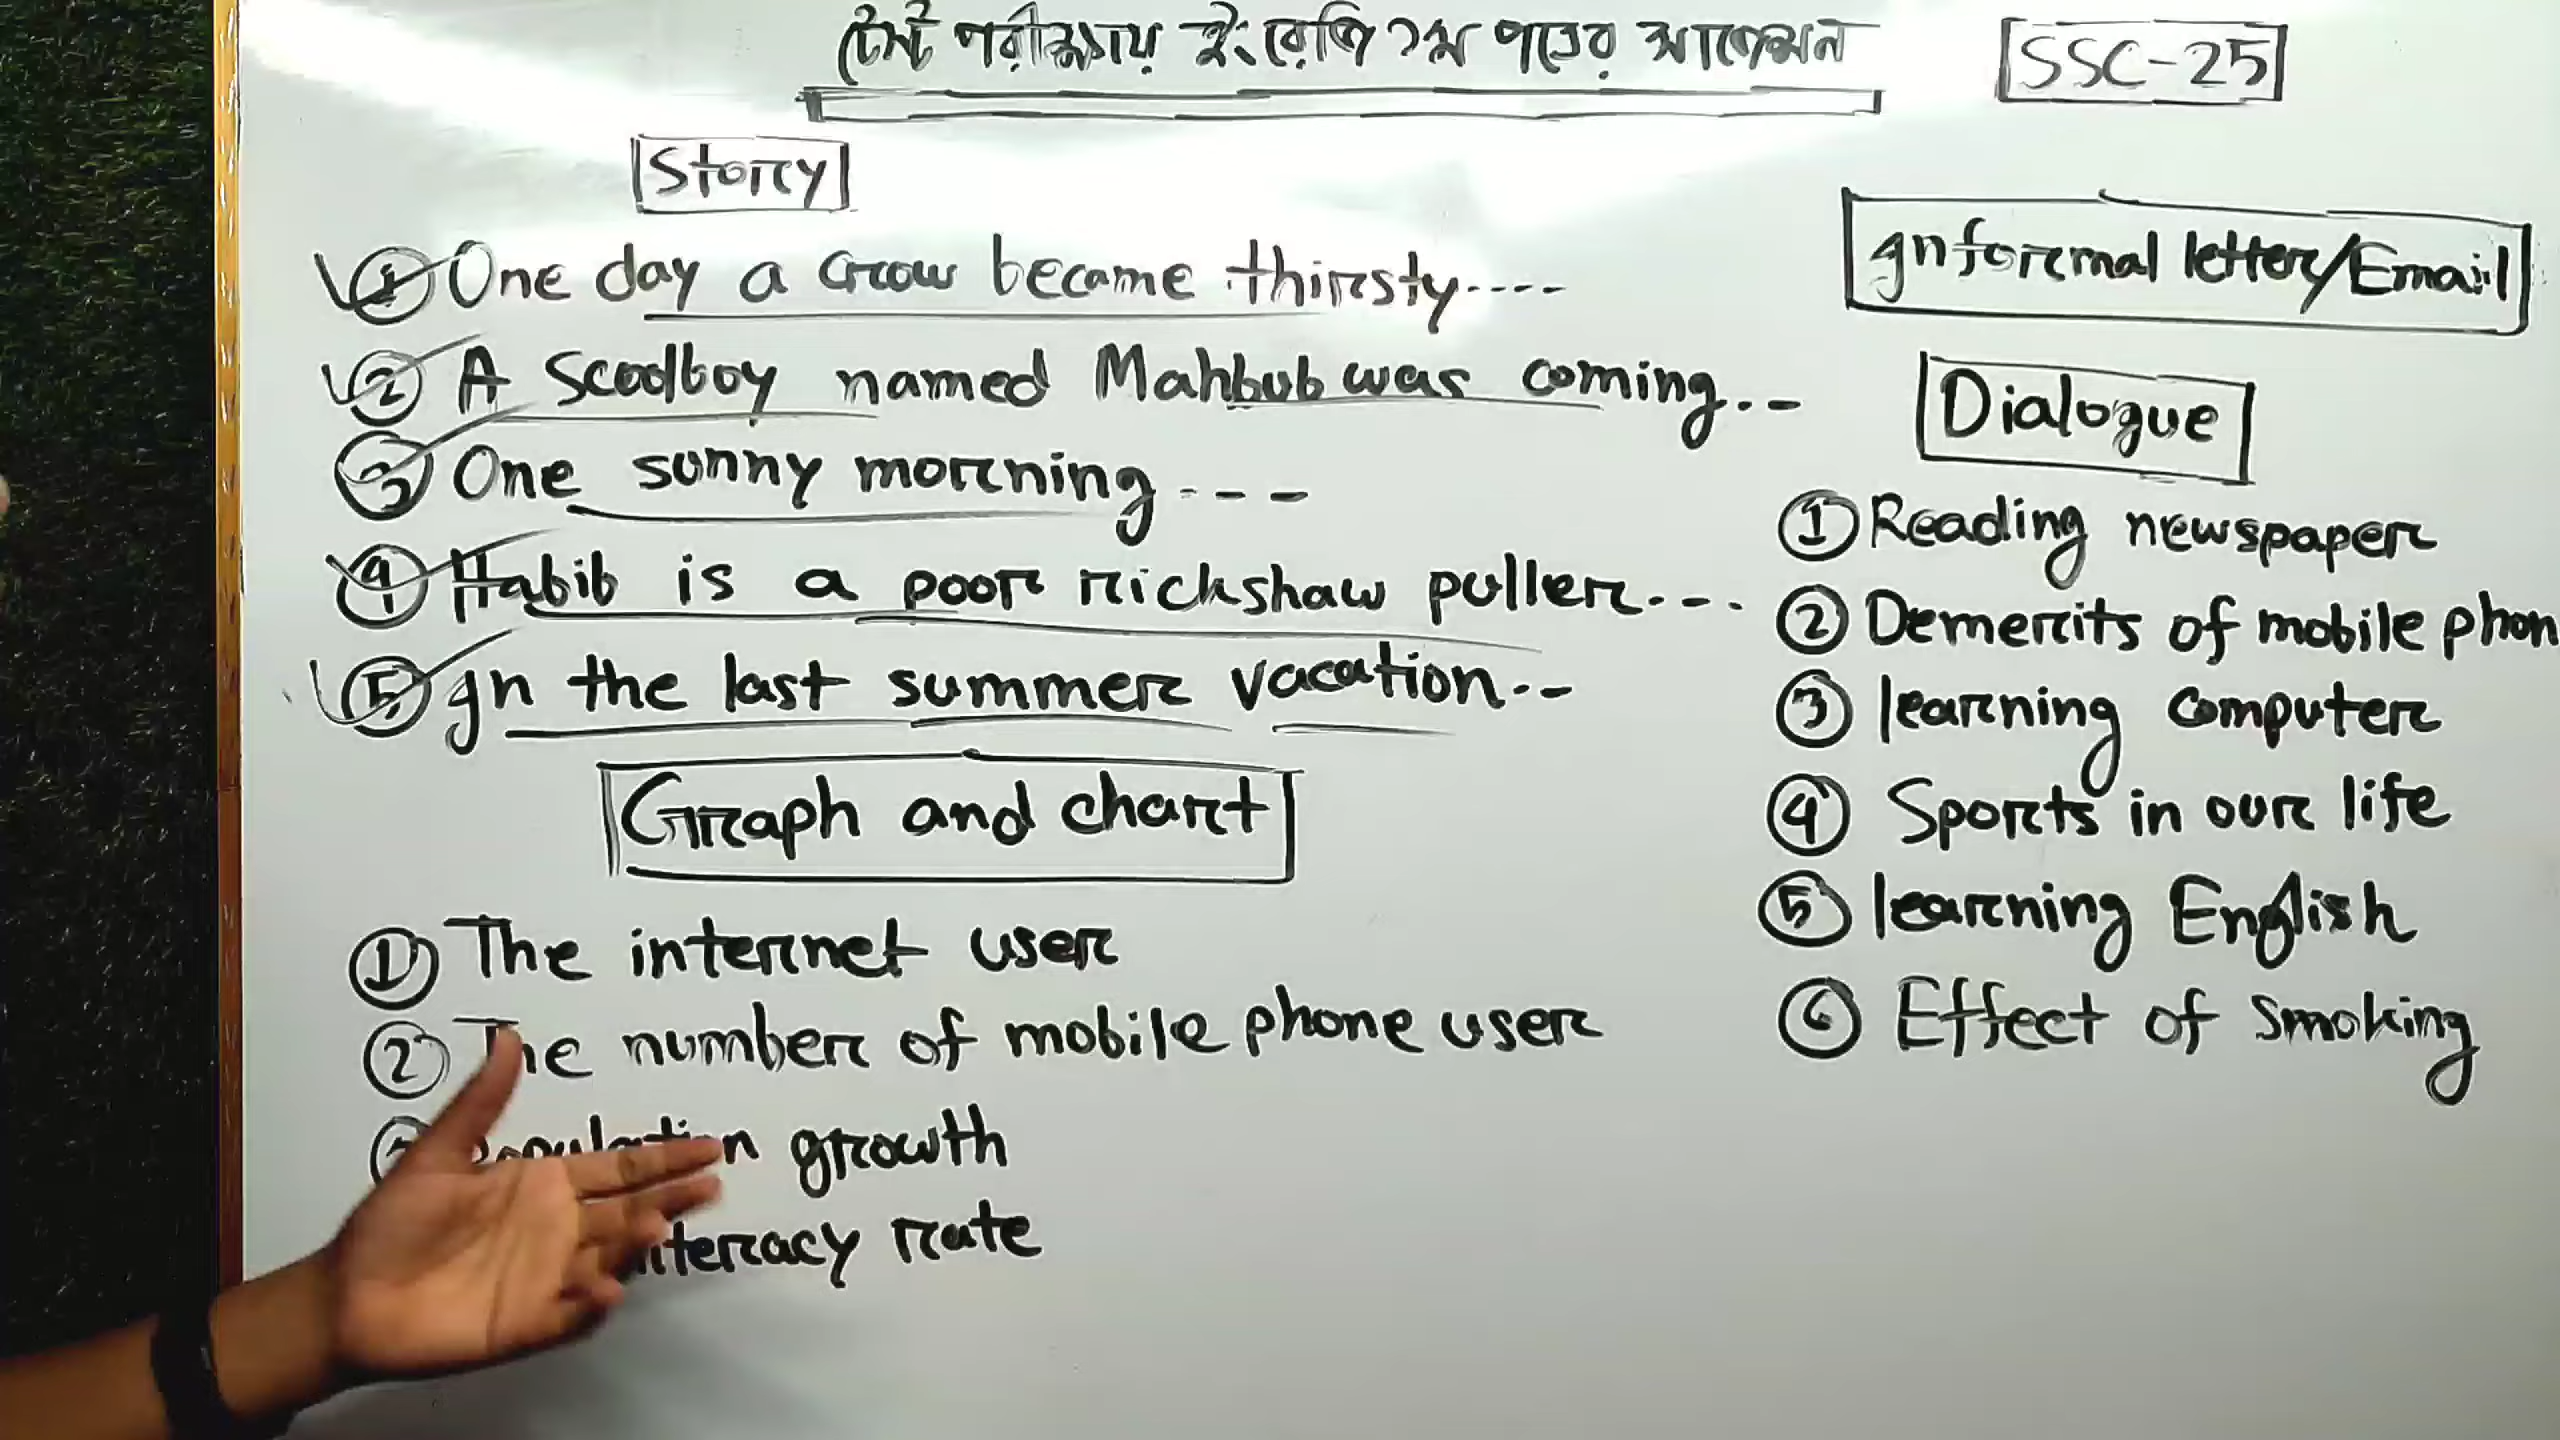 টেস্ট পরীক্ষায় ইংরেজি ১ম পত্রের সাজেশন
SSC-25
Story
① One day a crow became thirsty....
② A scoolboy named Mahbub was coming..
③ One sunny morning ---
④ Habib is a poor rickshaw puller...
⑤ In the last summer vacation..
Graph and chart
① The internet user
② The number of mobile phone user
Population growth
literacy rate
Informal letter/Email
Dialogue
① Reading newspaper
② Demerits of mobile phon
③ learning computer
④ Sports in our life
⑤ learning English
⑥ Effect of smoking